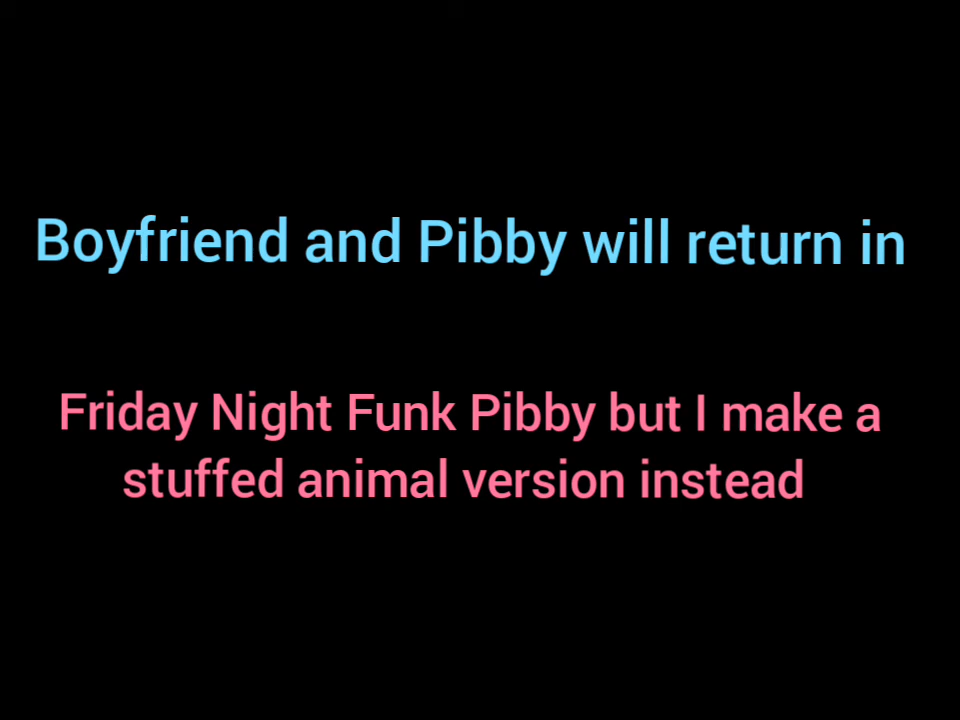 Boyfriend and Pibby will return in
Friday Night Funk Pibby but I make a
stuffed animal version instead